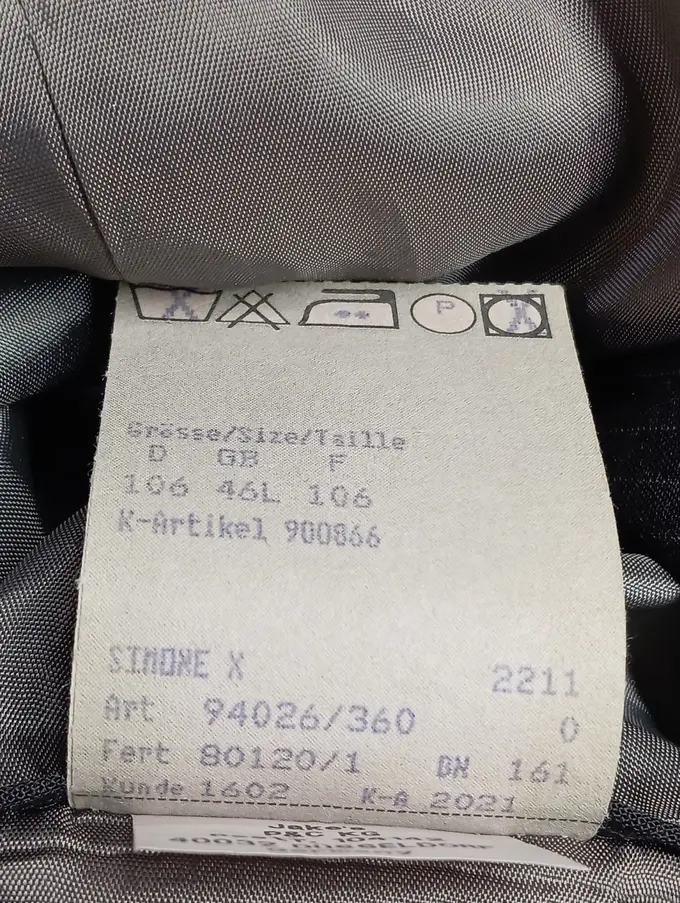 P
Grösse/Size/Taille
D GB F
106 46L 106
K-Artikel 900866
SIMONE X 2211
Art 94026/360 0
Fert 80120/1 DN 161
Kunde 1602 K-A 2021
Jake*s